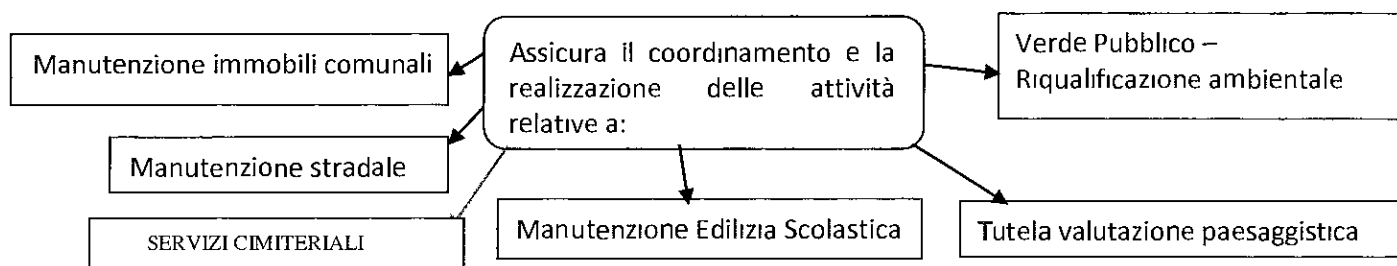 Manutenzione immobili comunali
Assicura il coordinamento e la
realizzazione delle attività
relative a:
Verde Pubblico –
Riqualificazione ambientale
Manutenzione stradale
SERVIZI CIMITERIALI
Manutenzione Edilizia Scolastica
Tutela valutazione paesaggistica